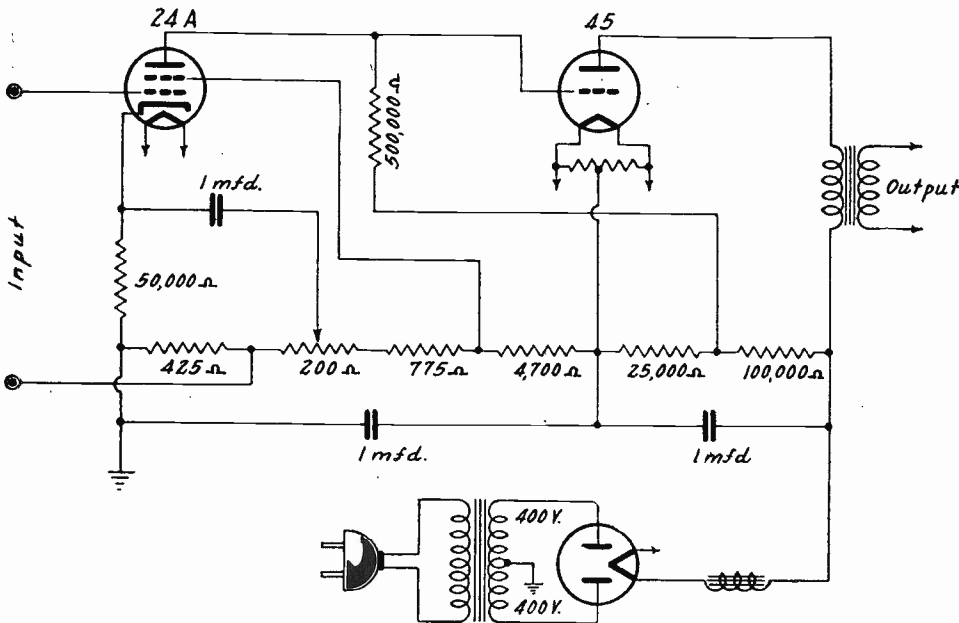 24 A
45
500,000 Ω
1 mfd.
Output
Input
50,000 Ω
425 Ω
200 Ω
775 Ω
4,700 Ω
25,000 Ω
100,000 Ω
1 mfd.
1 mfd
400 V.
400 V.